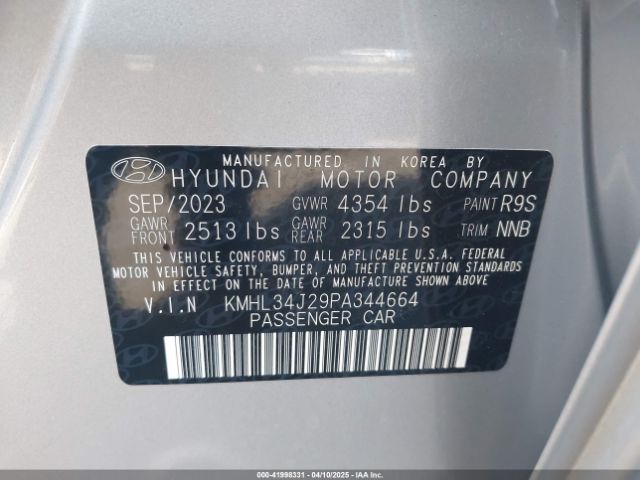 MANUFACTURED IN KOREA BY
HYUNDAI MOTOR COMPANY
SEP/2023 GVWR 4354 lbs PAINT R9S
GAWR FRONT 2513 lbs GAWR REAR 2315 lbs TRIM NNB
THIS VEHICLE CONFORMS TO ALL APPLICABLE U.S.A. FEDERAL
MOTOR VEHICLE SAFETY, BUMPER, AND THEFT PREVENTION STANDARDS
IN EFFECT ON THE DATE OF MANUFACTURE SHOWN ABOVE
V.I.N KMHL34J29PA344664
PASSENGER CAR
000-41998331 - 04/10/2025 - IAAI.COM